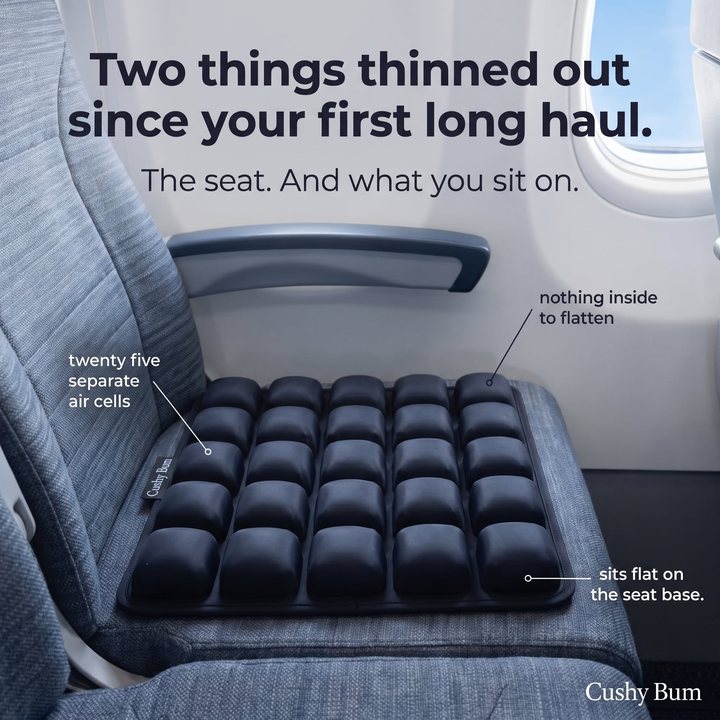 Two things thinned out
since your first long haul.
The seat. And what you sit on.
nothing inside
to flatten
twenty five
separate
air cells
Cushy Bum
sits flat on
the seat base.
Cushy Bum